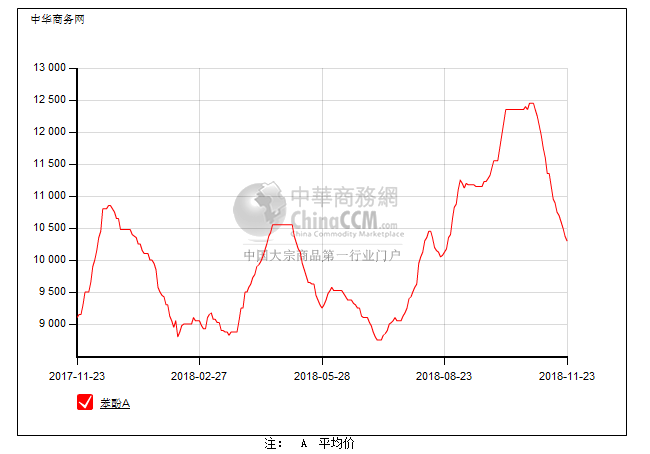 中华商务网
13 000
12 500
12 000
11 500
11 000
10 500
10 000
9 500
9 000
中華商務網
ChinaCCM.com
China Commodity Marketplace
中国大宗商品第一行业门户
2017-11-23 2018-02-27 2018-05-28 2018-08-23 2018-11-23
苯酚A
注： A 平均价